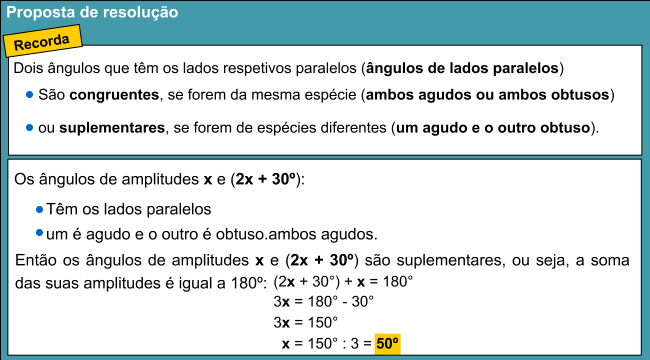 Proposta de resolução
Recorda
Dois ângulos que têm os lados respetivos paralelos (ângulos de lados paralelos)
• São congruentes, se forem da mesma espécie (ambos agudos ou ambos obtusos)
• ou suplementares, se forem de espécies diferentes (um agudo e o outro obtuso).
Os ângulos de amplitudes x e (2x + 30º):
• Têm os lados paralelos
• um é agudo e o outro é obtuso.ambos agudos.
Então os ângulos de amplitudes x e (2x + 30º) são suplementares, ou seja, a soma
das suas amplitudes é igual a 180º: (2x + 30°) + x = 180°
3x = 180° - 30°
3x = 150°
x = 150° : 3 = 50º